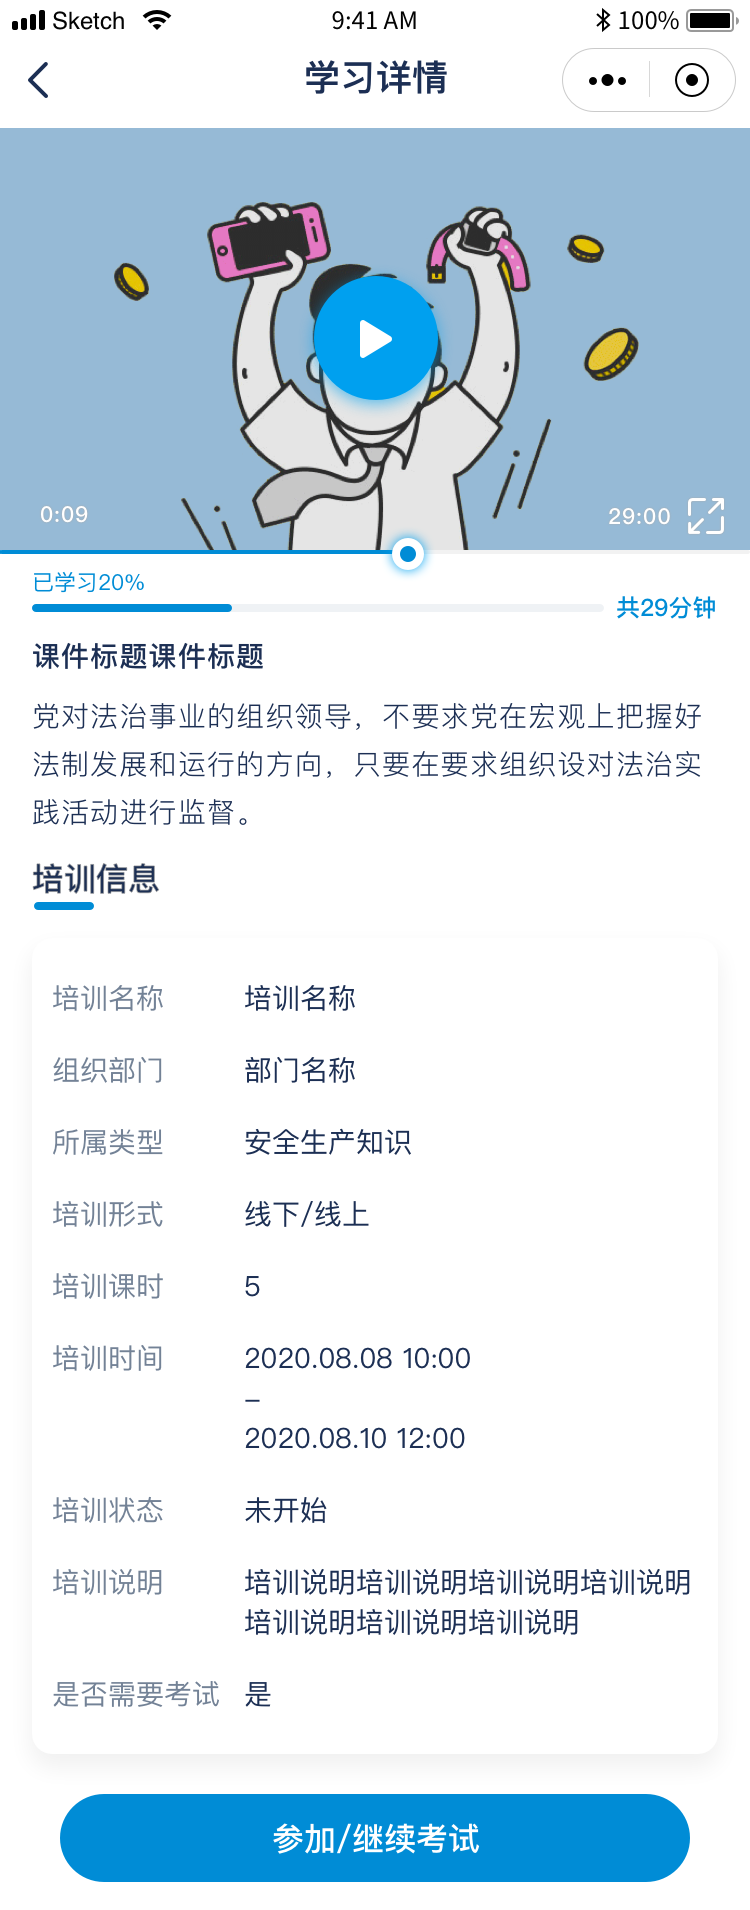 Sketch 9:41 AM 100%
学习详情
0:09 29:00
已学习20%
共29分钟
课件标题课件标题
党对法治事业的组织领导，不要求党在宏观上把握好
法制发展和运行的方向，只要在要求组织设对法治实
践活动进行监督。
培训信息
培训名称 培训名称
组织部门 部门名称
所属类型 安全生产知识
培训形式 线下/线上
培训课时 5
培训时间 2020.08.08 10:00
–
2020.08.10 12:00
培训状态 未开始
培训说明 培训说明培训说明培训说明培训说明
培训说明培训说明培训说明
是否需要考试 是
参加/继续考试